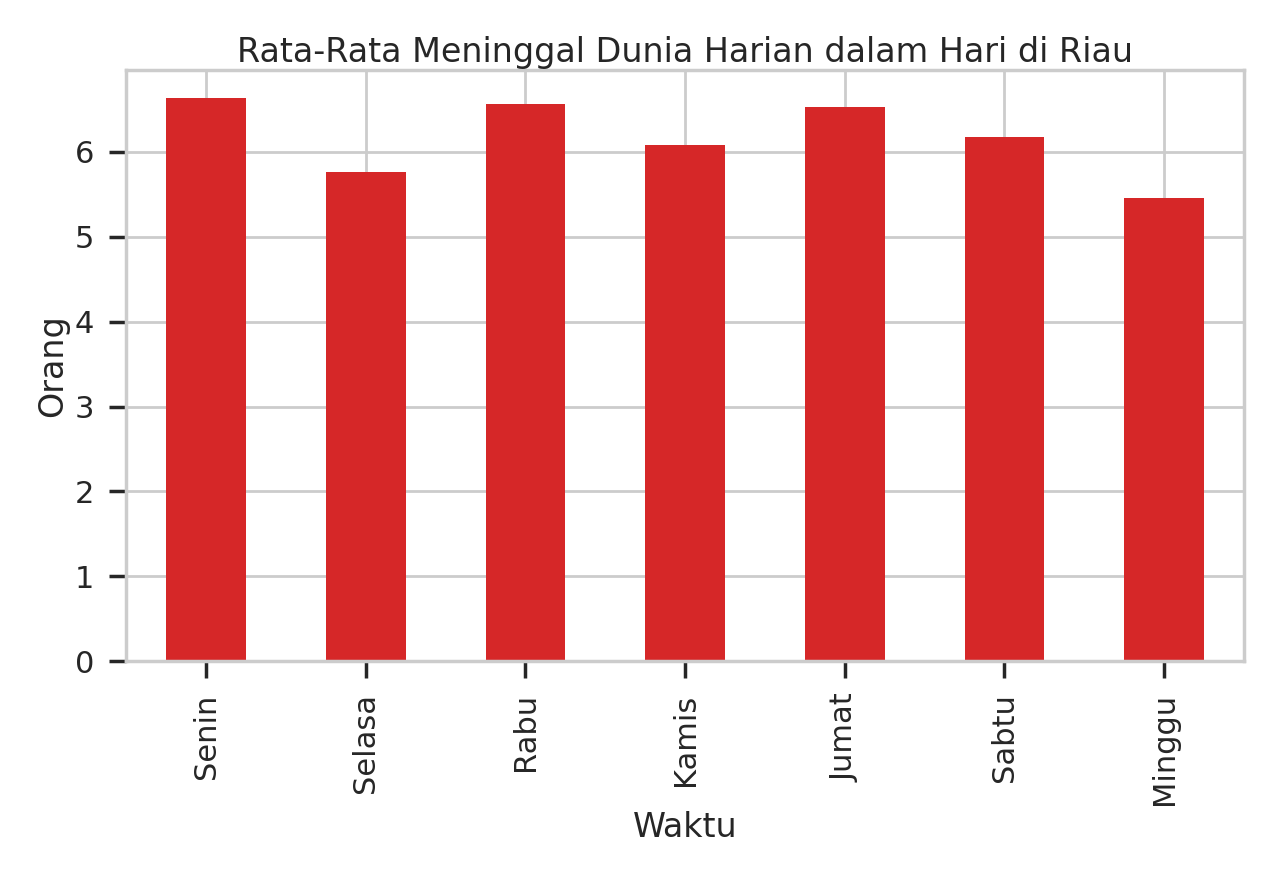 Rata-Rata Meninggal Dunia Harian dalam Hari di Riau
Orang
6
5
4
3
2
1
0
Senin
Selasa
Rabu
Kamis
Jumat
Sabtu
Minggu
Waktu